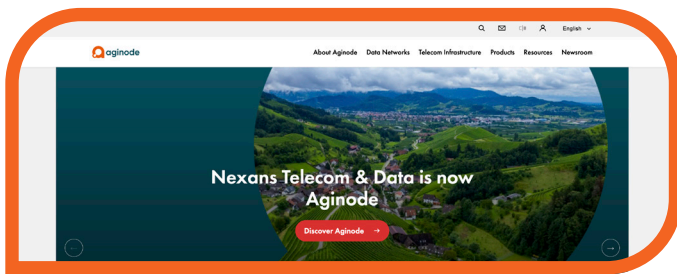 English
aginode
About Aginode Data Networks Telecom Infrastructure Products Resources Newsroom
Nexans Telecom & Data is now
Aginode
Discover Aginode →